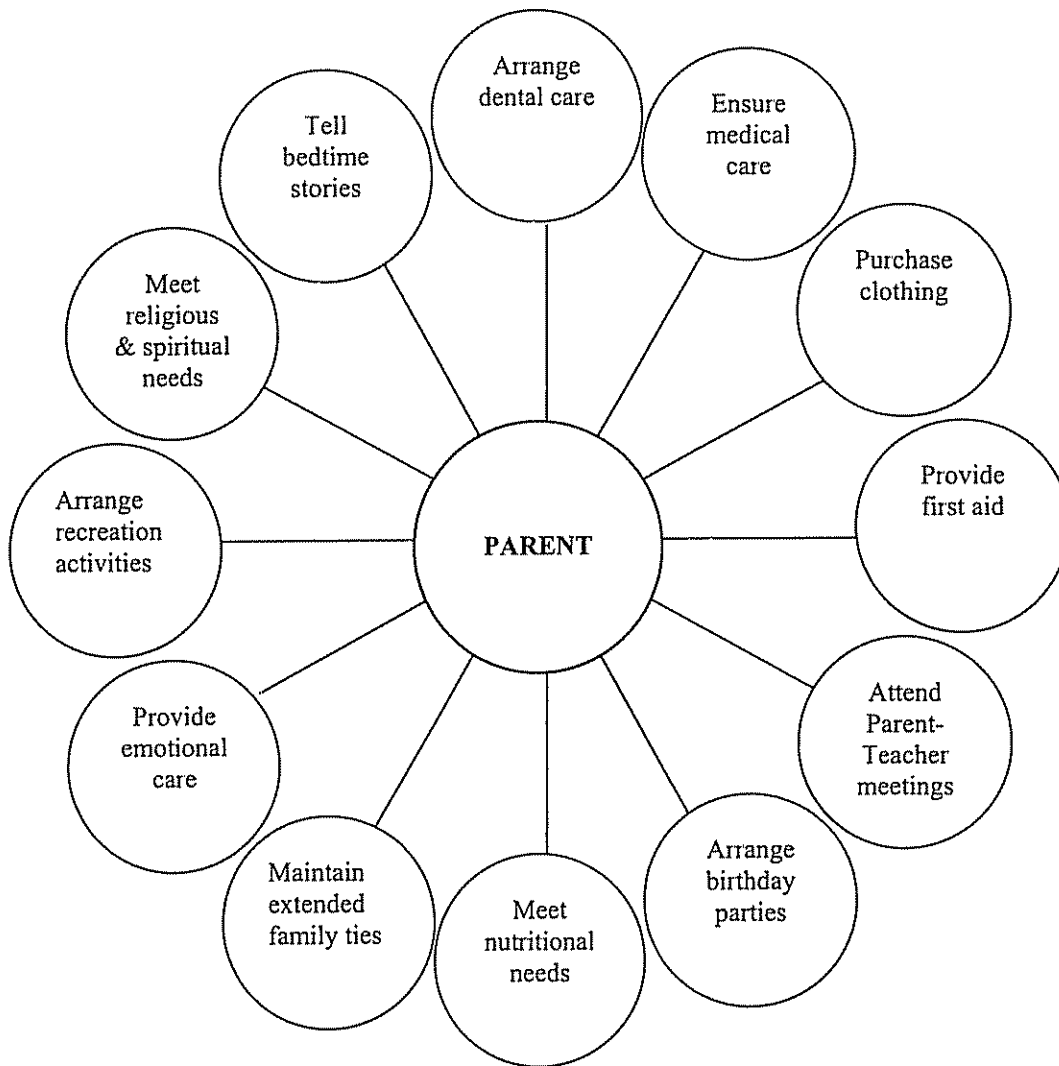 Arrange
dental care
Ensure
medical
care
Purchase
clothing
Provide
first aid
Attend
Parent-
Teacher
meetings
Arrange
birthday
parties
Meet
nutritional
needs
Maintain
extended
family ties
Provide
emotional
care
Arrange
recreation
activities
Meet
religious
& spiritual
needs
Tell
bedtime
stories
PARENT